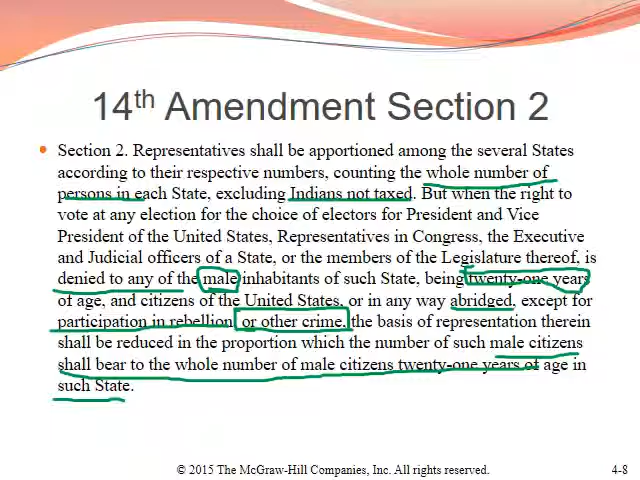 14th Amendment Section 2
• Section 2. Representatives shall be apportioned among the several States
according to their respective numbers, counting the whole number of
persons in each State, excluding Indians not taxed. But when the right to
vote at any election for the choice of electors for President and Vice
President of the United States, Representatives in Congress, the Executive
and Judicial officers of a State, or the members of the Legislature thereof, is
denied to any of the male inhabitants of such State, being twenty-one years
of age, and citizens of the United States, or in any way abridged, except for
participation in rebellion, or other crime, the basis of representation therein
shall be reduced in the proportion which the number of such male citizens
shall bear to the whole number of male citizens twenty-one years of age in
such State.
© 2015 The McGraw-Hill Companies, Inc. All rights reserved.
4-8